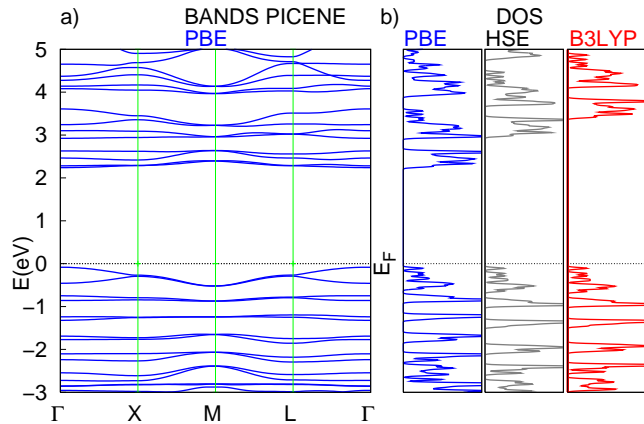 a) BANDS PICENE b) DOS
PBE PBE HSE B3LYP
5
4
3
2
1
0
−1
−2
−3
E(eV)
E_F
Γ X M L Γ